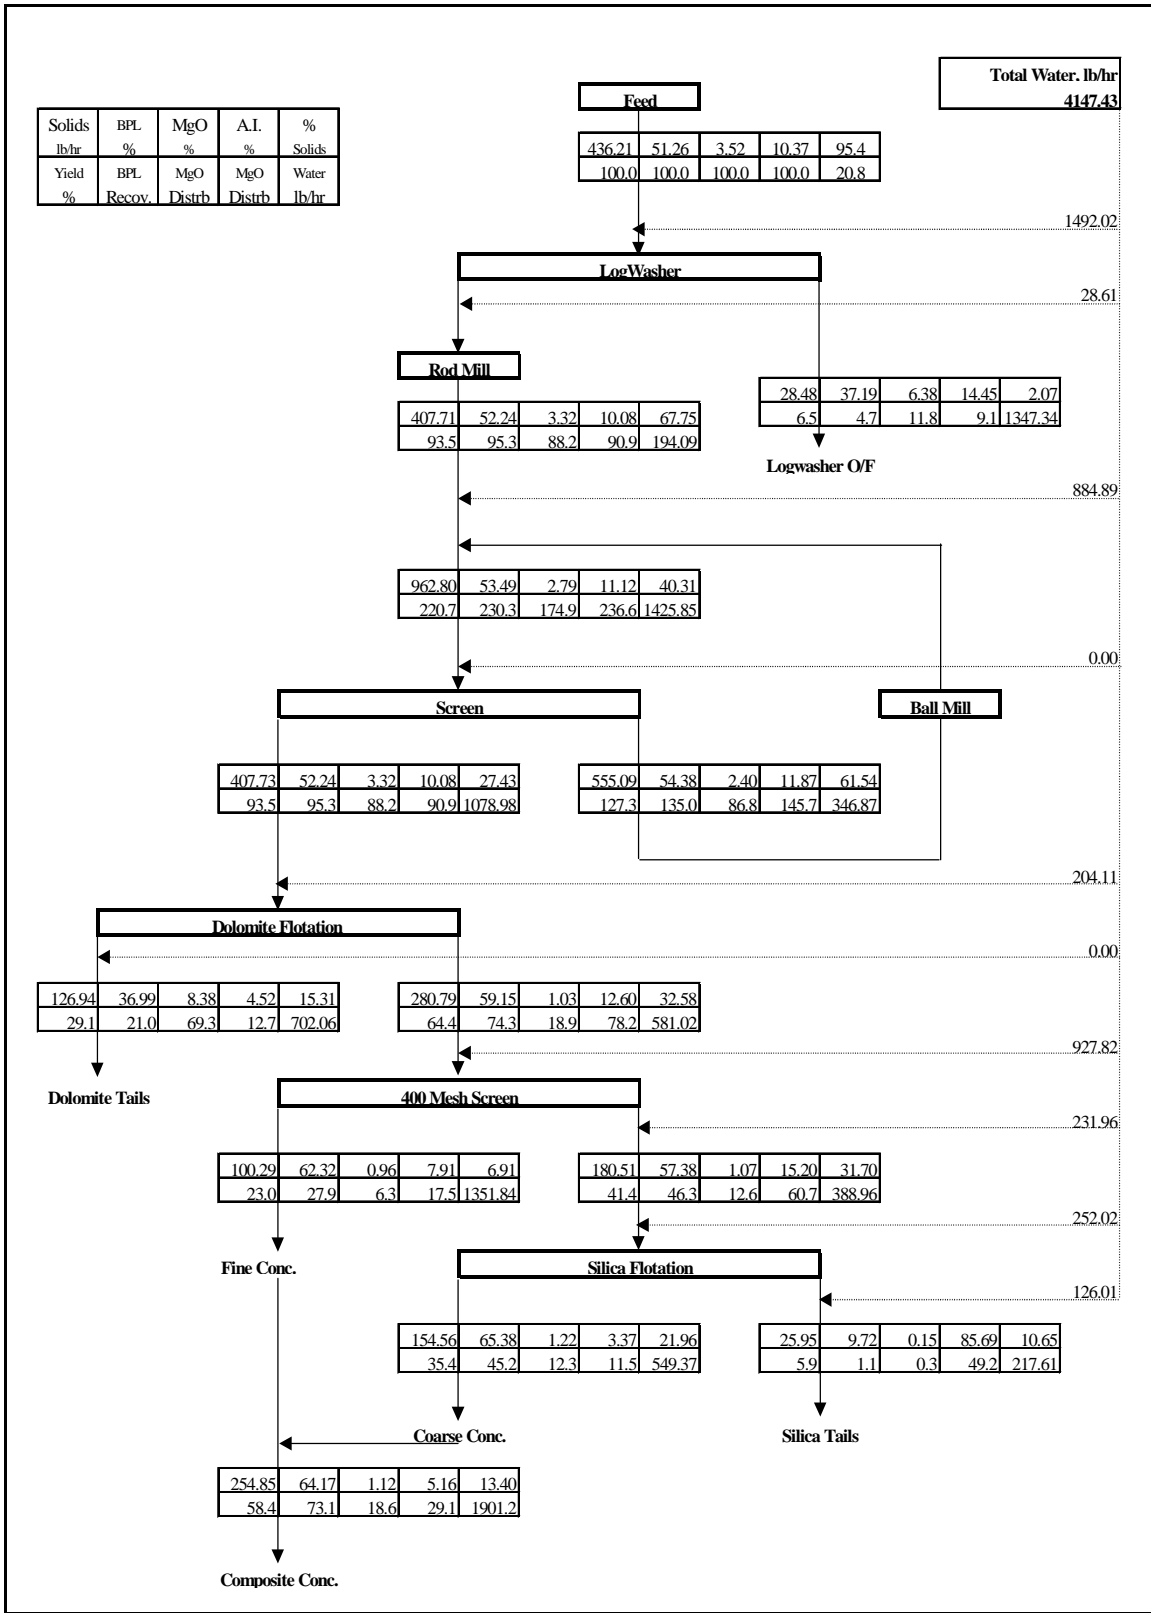 Total Water, lb/hr
4147.43
Feed
Solids BPL MgO A.I. %
lb/hr % % % Solids
Yield BPL MgO MgO Water
% Recov. Distrb Distrb lb/hr
436.21 51.26 3.52 10.37 95.4
100.0 100.0 100.0 100.0 20.8
1492.02
LogWasher
28.61
Rod Mill
28.48 37.19 6.38 14.45 2.07
6.5 4.7 11.8 9.1 1347.34
407.71 52.24 3.32 10.08 67.75
93.5 95.3 88.2 90.9 194.09
Logwasher O/F
884.89
962.80 53.49 2.79 11.12 40.31
220.7 230.3 174.9 236.6 1425.85
0.00
Screen
Ball Mill
407.73 52.24 3.32 10.08 27.43
93.5 95.3 88.2 90.9 1078.98
555.09 54.38 2.40 11.87 61.54
127.3 135.0 86.8 145.7 346.87
204.11
Dolomite Flotation
0.00
126.94 36.99 8.38 4.52 15.31
29.1 21.0 69.3 12.7 702.06
280.79 59.15 1.03 12.60 32.58
64.4 74.3 18.9 78.2 581.02
927.82
Dolomite Tails
400 Mesh Screen
231.96
100.29 62.32 0.96 7.91 6.91
23.0 27.9 6.3 17.5 1351.84
180.51 57.38 1.07 15.20 31.70
41.4 46.3 12.6 60.7 388.96
252.02
Fine Conc.
Silica Flotation
126.01
154.56 65.38 1.22 3.37 21.96
35.4 45.2 12.3 11.5 549.37
25.95 9.72 0.15 85.69 10.65
5.9 1.1 0.3 49.2 217.61
Coarse Conc.
Silica Tails
254.85 64.17 1.12 5.16 13.40
58.4 73.1 18.6 29.1 1901.2
Composite Conc.